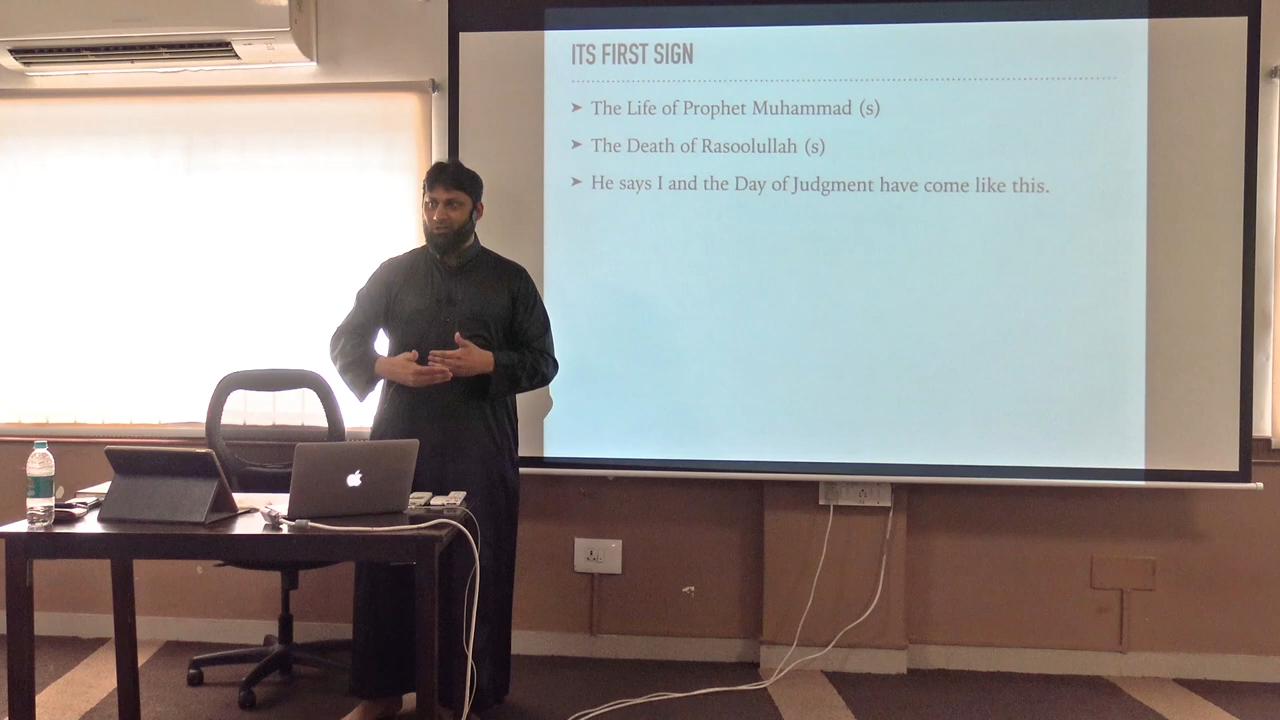 ITS FIRST SIGN
➤ The Life of Prophet Muhammad (s)
➤ The Death of Rasoolullah (s)
➤ He says I and the Day of Judgment have come like this.